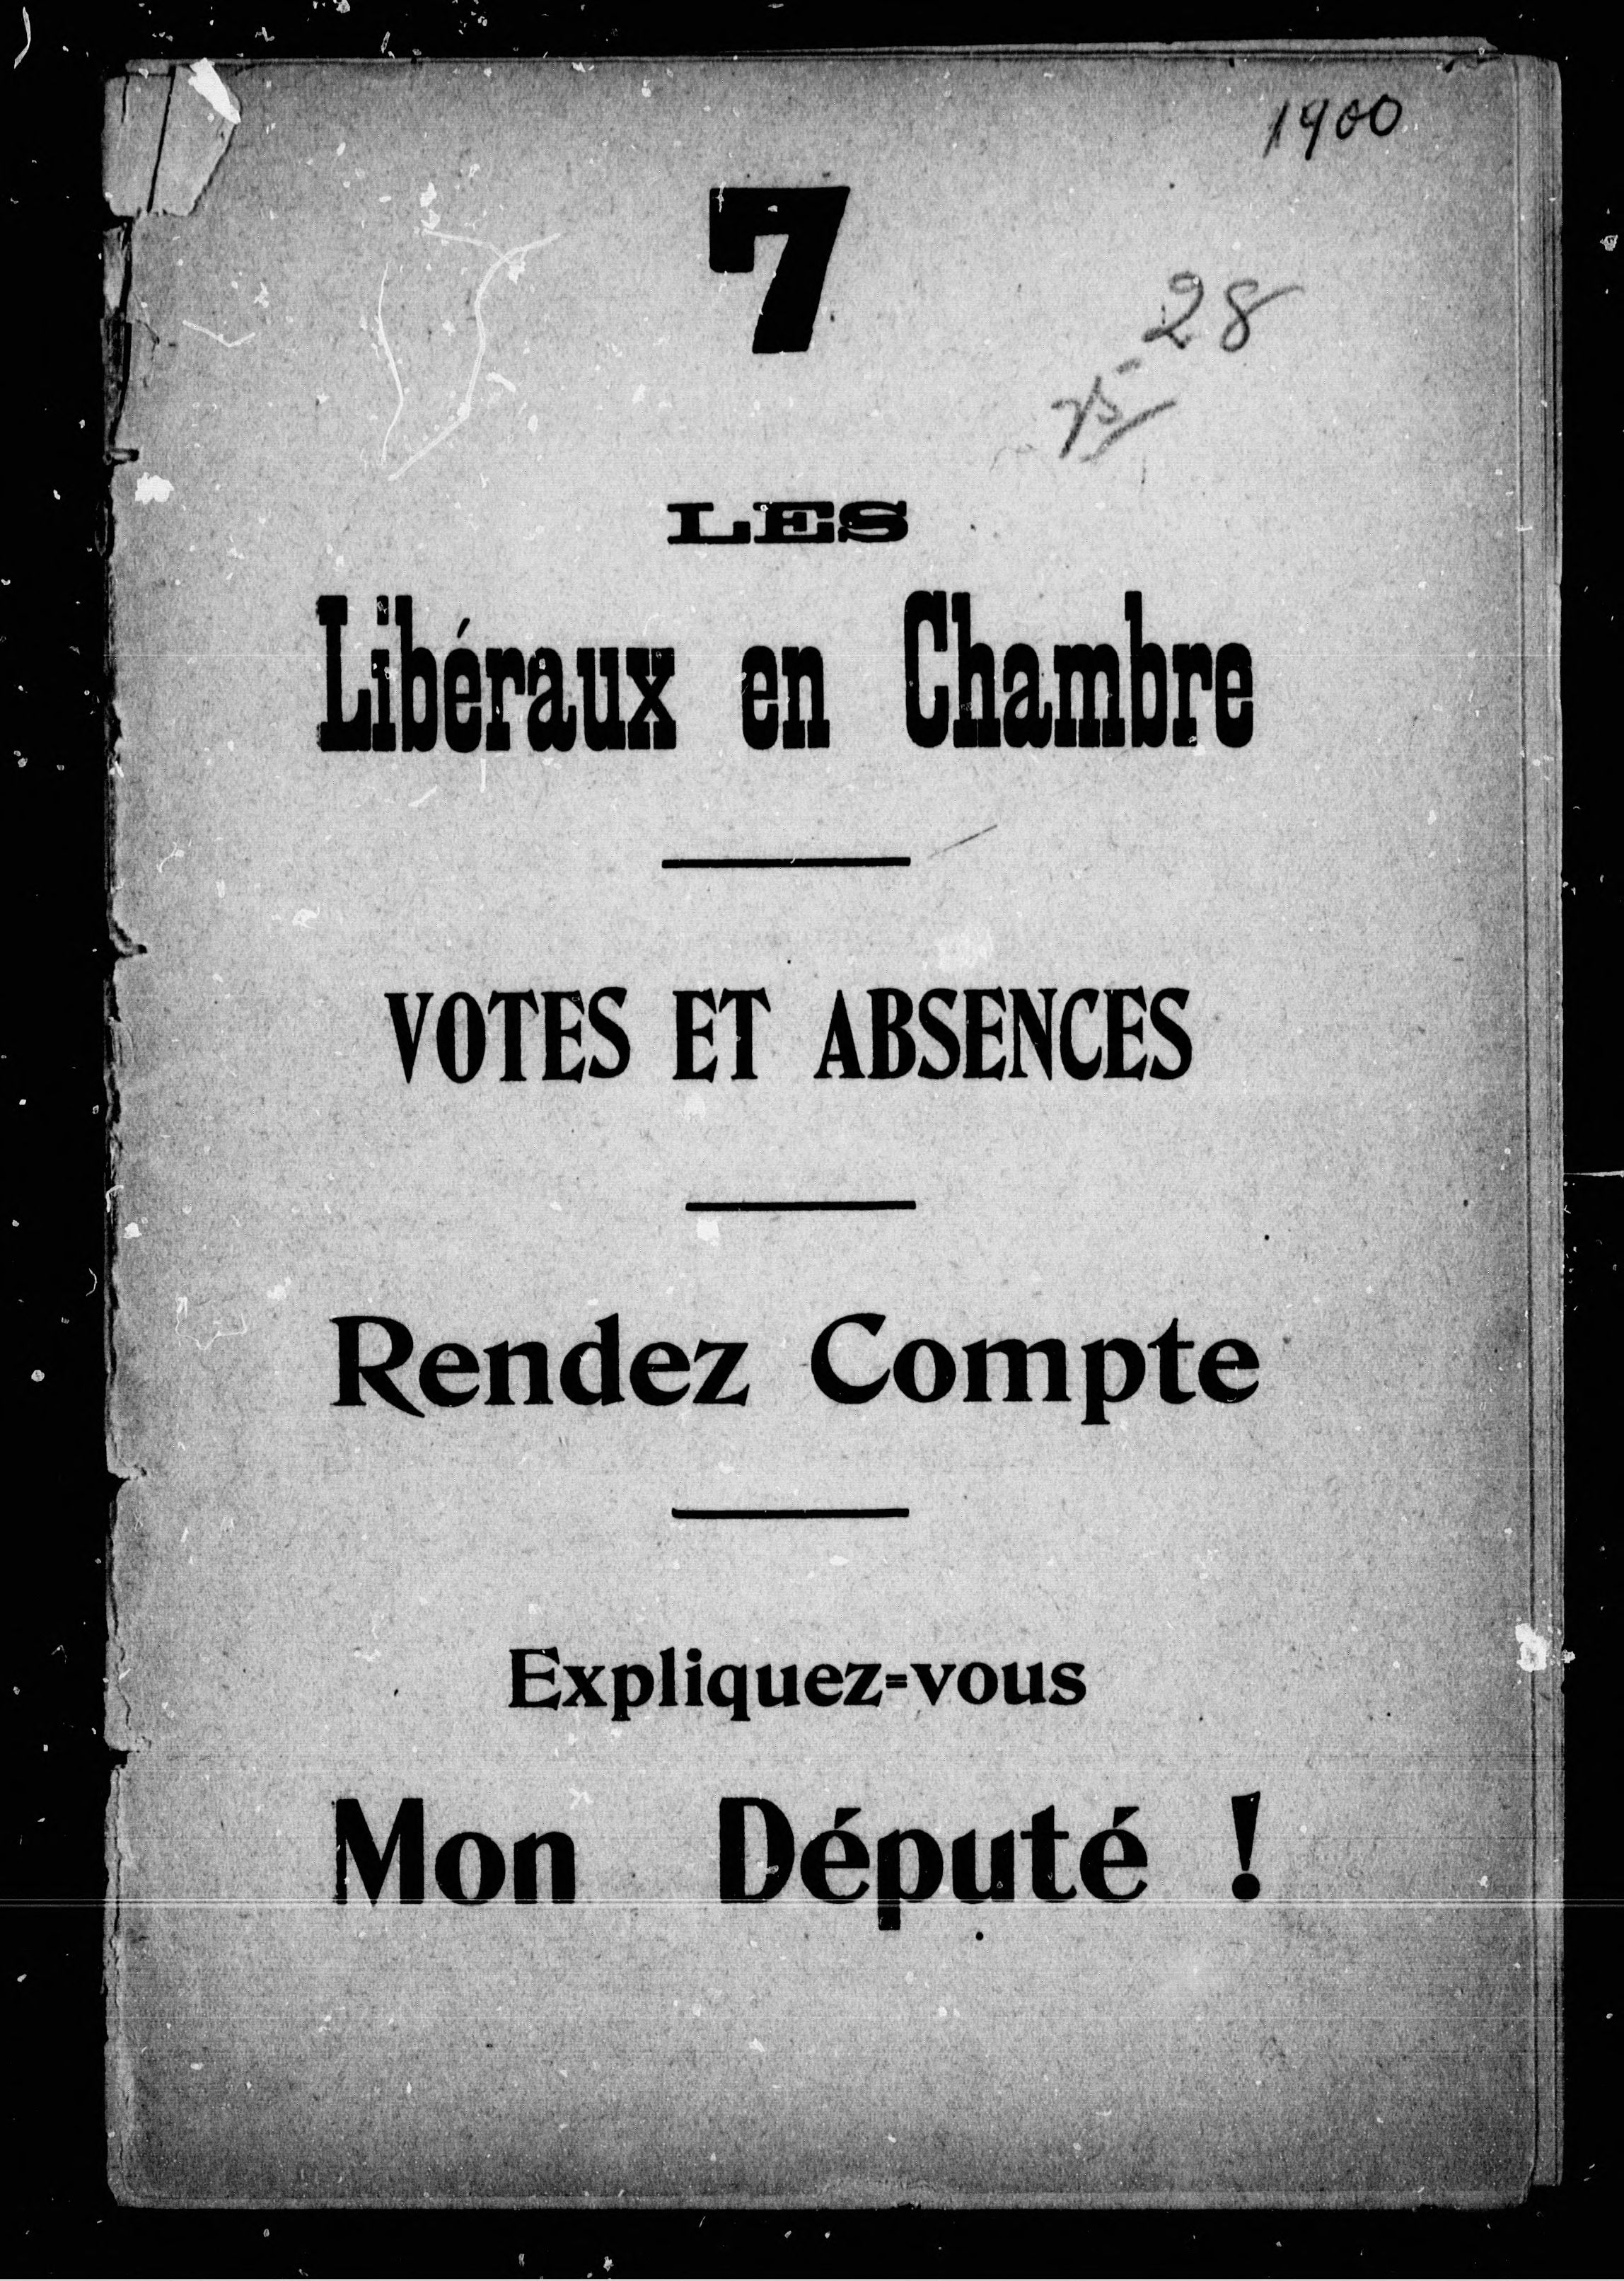 1900
7
28
LES
Libéraux en Chambre
VOTES ET ABSENCES
Rendez Compte
Expliquez-vous
Mon Député !